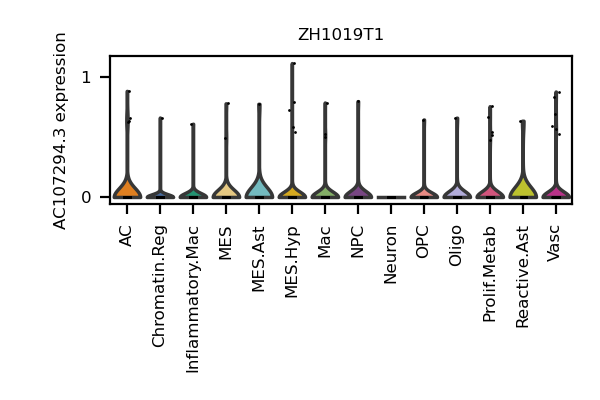 ZH1019T1
AC107294.3 expression
1
0
AC
Chromatin.Reg
Inflammatory.Mac
MES
MES.Ast
MES.Hyp
Mac
NPC
Neuron
OPC
Oligo
Prolif.Metab
Reactive.Ast
Vasc